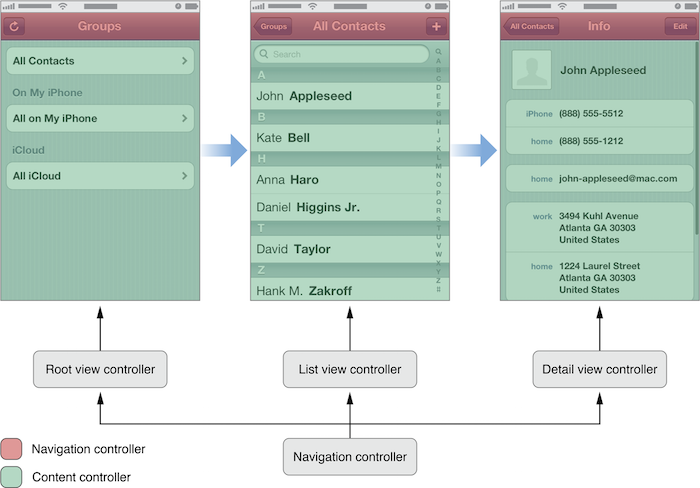 Groups
All Contacts
On My iPhone
All on My iPhone
iCloud
All iCloud
Groups
All Contacts
+
Search
A
John Appleseed
B
Kate Bell
H
Anna Haro
Daniel Higgins Jr.
T
David Taylor
Z
Hank M. Zakroff
A
B
C
D
E
F
G
H
I
J
K
L
M
N
O
P
Q
R
S
T
U
V
W
X
Y
Z
#
All Contacts
Info
Edit
John Appleseed
iPhone (888) 555-5512
home (888) 555-1212
home john-appleseed@mac.com
work 3494 Kuhl Avenue
Atlanta GA 30303
United States
home 1224 Laurel Street
Atlanta GA 30303
United States
Root view controller
List view controller
Detail view controller
Navigation controller
Navigation controller
Content controller